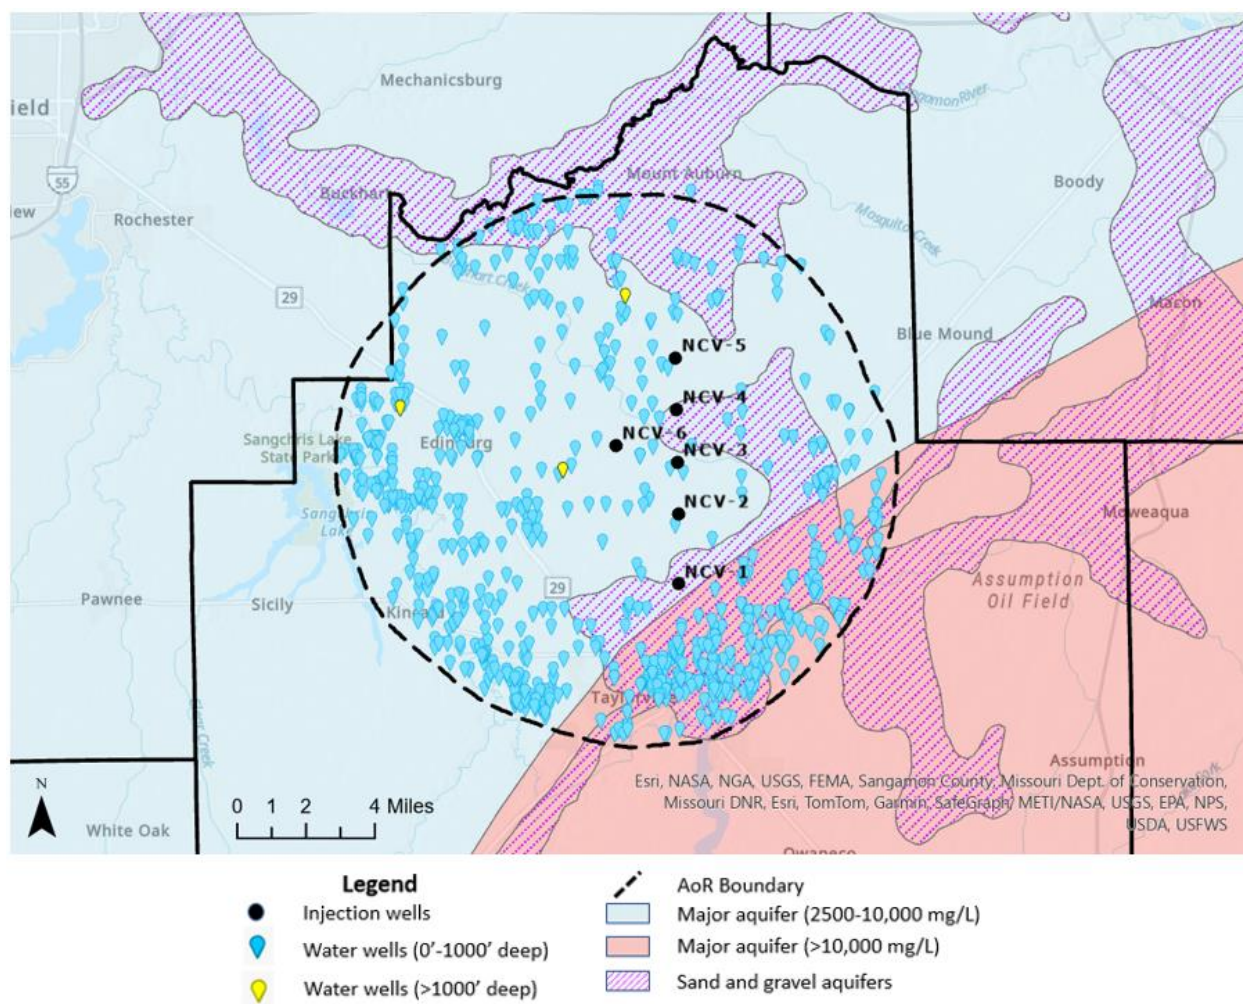 Mechanicsburg
ield
55
iew
Rochester
Buckhart
Mount Auburn
Boody
Mosquito Creek
29
Macon
Blue Mound
NCV-5
NCV-4
Sangchris Lake
State Park
Edinburg
NCV-6
NCV-3
NCV-2
Sangchris
Lake
Moweaqua
NCV-1
29
Assumption
Oil Field
Pawnee
Sicily
Kincaid
Taylorville
Assumption
N
Esri, NASA, NGA, USGS, FEMA, Sangamon County, Missouri Dept. of Conservation,
Missouri DNR, Esri, TomTom, Garmin, SafeGraph, METI/NASA, USGS, EPA, NPS,
USDA, USFWS
0 1 2 4 Miles
White Oak
Owaneco
Legend
Injection wells
Water wells (0'-1000' deep)
Water wells (>1000' deep)
AoR Boundary
Major aquifer (2500-10,000 mg/L)
Major aquifer (>10,000 mg/L)
Sand and gravel aquifers